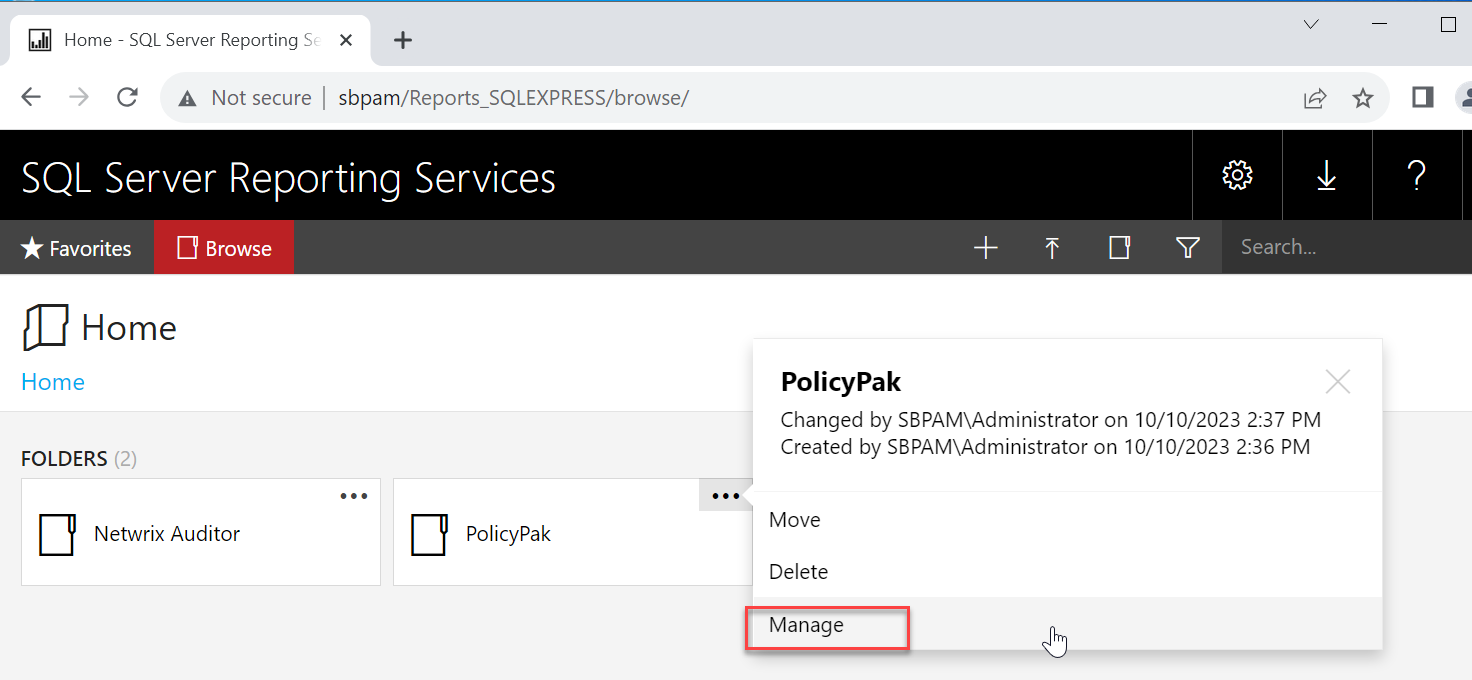 Home - SQL Server Reporting Se
Not secure | sbpam/Reports_SQLEXPRESS/browse/
SQL Server Reporting Services
Favorites
Browse
Search...
Home
Home
PolicyPak
Changed by SBPAM\Administrator on 10/10/2023 2:37 PM
Created by SBPAM\Administrator on 10/10/2023 2:36 PM
FOLDERS (2)
Netwrix Auditor
PolicyPak
Move
Delete
Manage